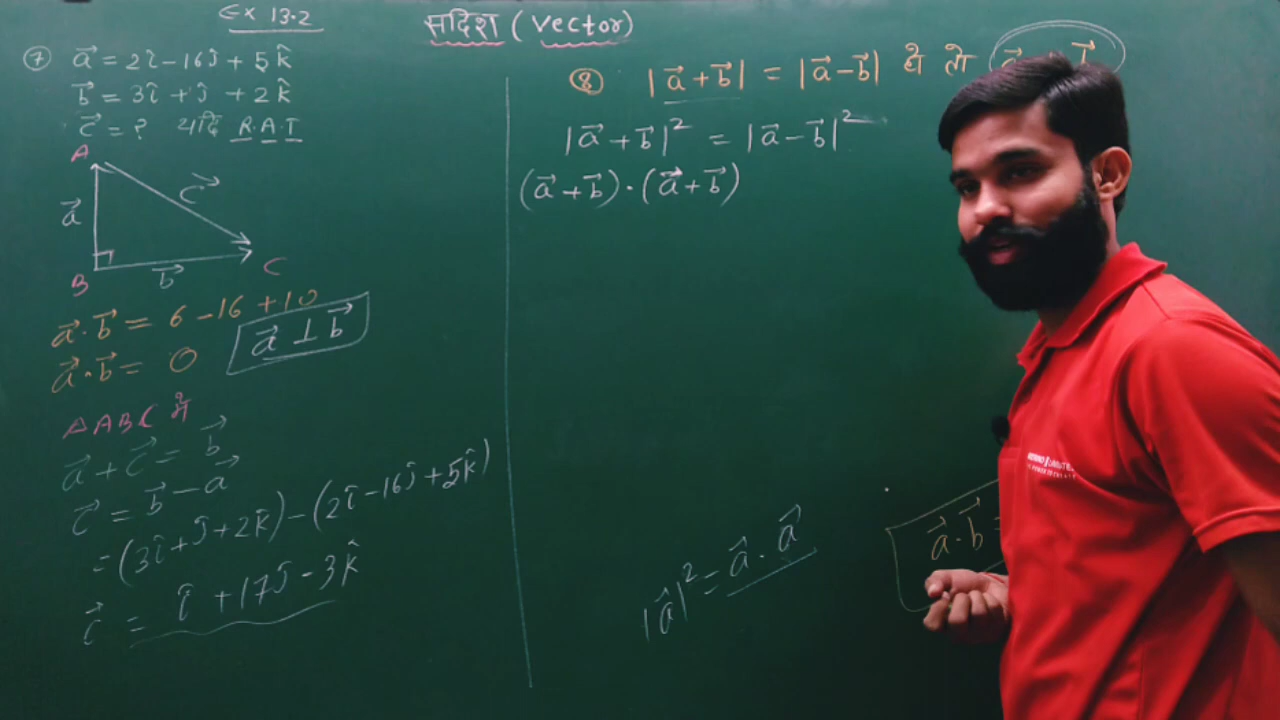 Ex 13.2
सदिश (Vector)
⑦ a⃗ = 2î - 16ĵ + 5k̂
b⃗ = 3î + ĵ + 2k̂
c⃗ = ? यदि R.A.T
A
a⃗
c⃗
B
b⃗
C
a⃗·b⃗ = 6 - 16 + 10
a⃗·b⃗ = 0
a⃗ ⊥ b⃗
△ABC में
a⃗ + c⃗ = b⃗
c⃗ = b⃗ - a⃗
= (3î + ĵ + 2k̂) - (2î - 16ĵ + 5k̂)
c⃗ = î + 17ĵ - 3k̂
⑧ |a⃗ + b⃗| = |a⃗ - b⃗| हो तो
|a⃗ + b⃗|² = |a⃗ - b⃗|²
(a⃗ + b⃗)·(a⃗ + b⃗)
|a⃗|² = a⃗·a⃗
a⃗·b⃗ =